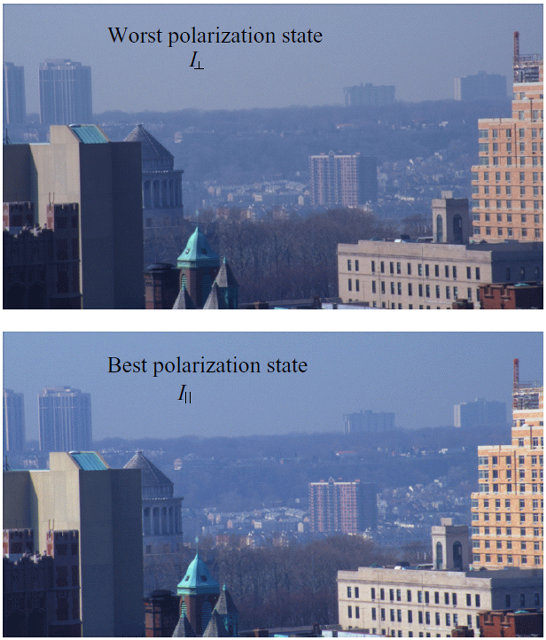 Worst polarization state
I⊥
Best polarization state
I||